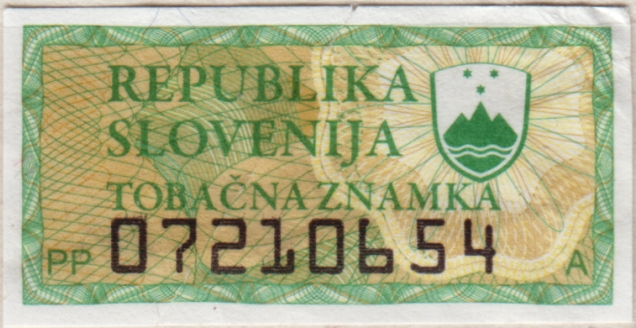 REPUBLIKA
SLOVENIJA
TOBAČNA ZNAMKA
PP 07210654 A